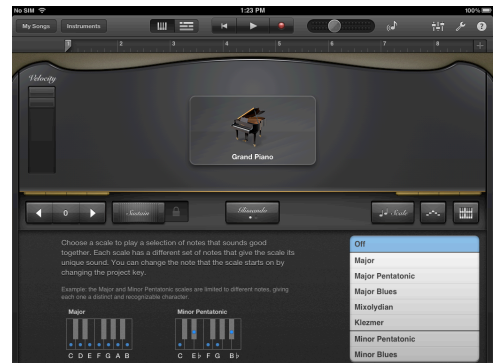 No SIM 1:23 PM 100%
My Songs Instruments
1 2 3 4 5 6 7 8 +
Velocity
Grand Piano
0 Sustain Glissando Scale
Choose a scale to play a selection of notes that sounds good
together. Each scale has a different set of notes that give the scale its
unique sound. You can change the note that the scale starts on by
changing the project key.
Example: the Major and Minor Pentatonic scales are limited to different notes, giving
each one a distinct and recognizable character.
Major Minor Pentatonic
C D E F G A B C E♭ F G B♭
Off
Major
Major Pentatonic
Major Blues
Mixolydian
Klezmer
Minor Pentatonic
Minor Blues